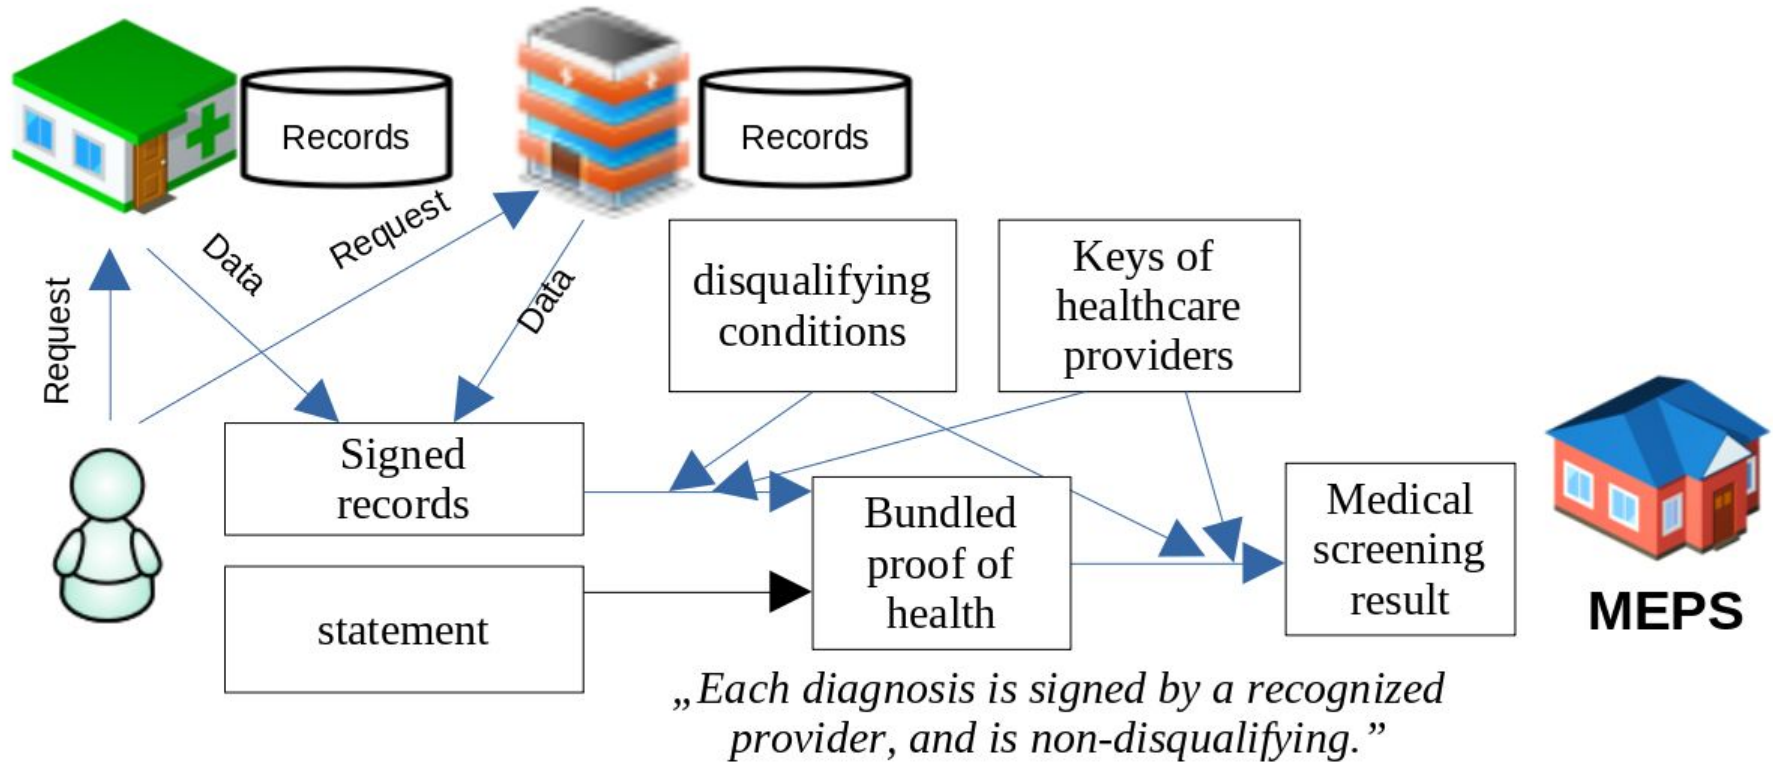 Records
Records
Request
Data
Request
Data
disqualifying
conditions
Keys of
healthcare
providers
Signed
records
statement
Bundled
proof of
health
Medical
screening
result
MEPS
„Each diagnosis is signed by a recognized
provider, and is non-disqualifying.”